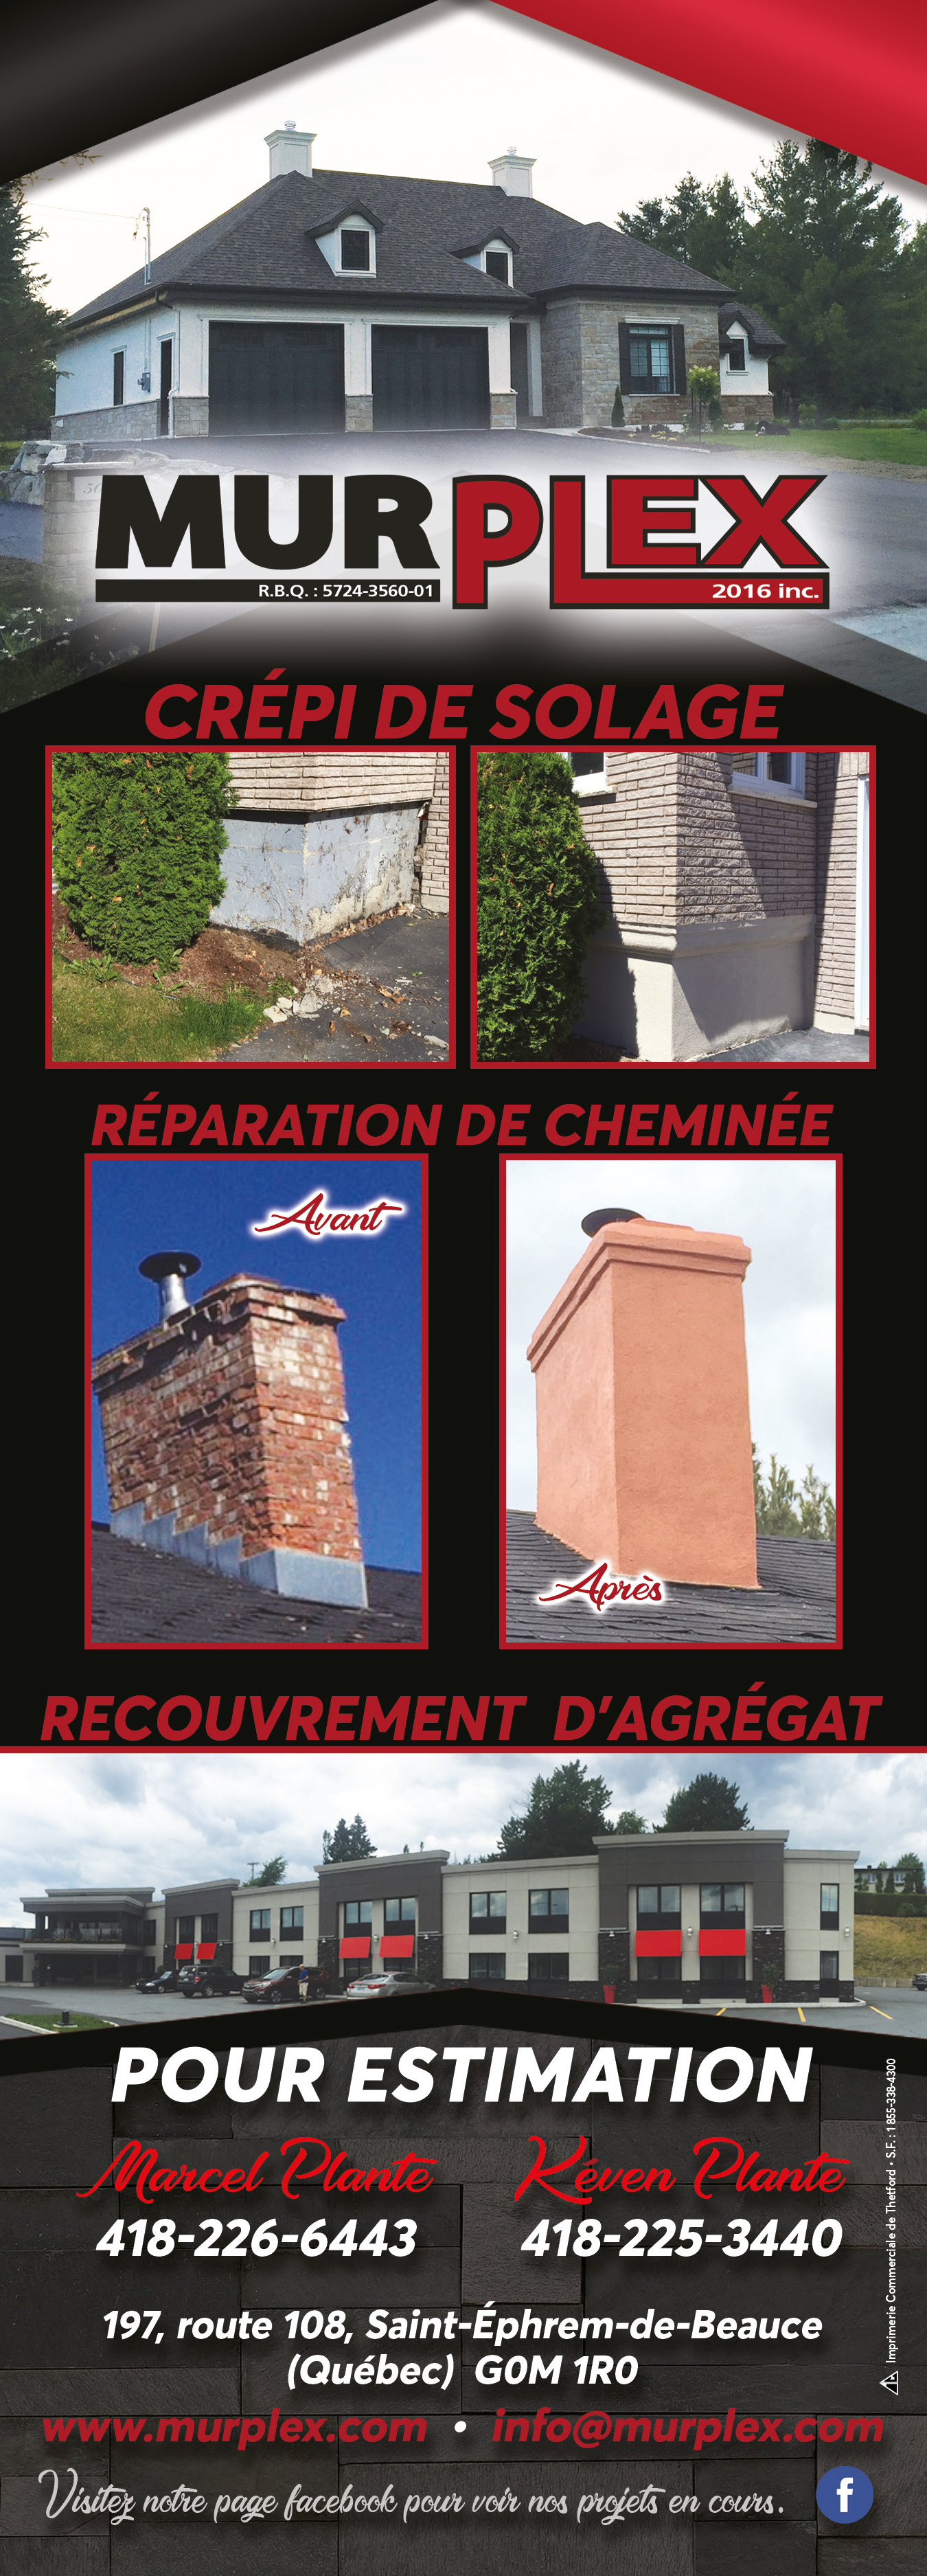 MURPLEX
R.B.Q. : 5724-3560-01
2016 inc.
CRÉPI DE SOLAGE
RÉPARATION DE CHEMINÉE
Avant
Après
RECOUVREMENT D'AGRÉGAT
POUR ESTIMATION
Marcel Plante
418-226-6443
Kéven Plante
418-225-3440
197, route 108, Saint-Éphrem-de-Beauce
(Québec) G0M 1R0
www.murplex.com • info@murplex.com
Visitez notre page facebook pour voir nos projets en cours.
f
Imprimerie Commerciale de Thetford • S.F. : 1 855-338-4300